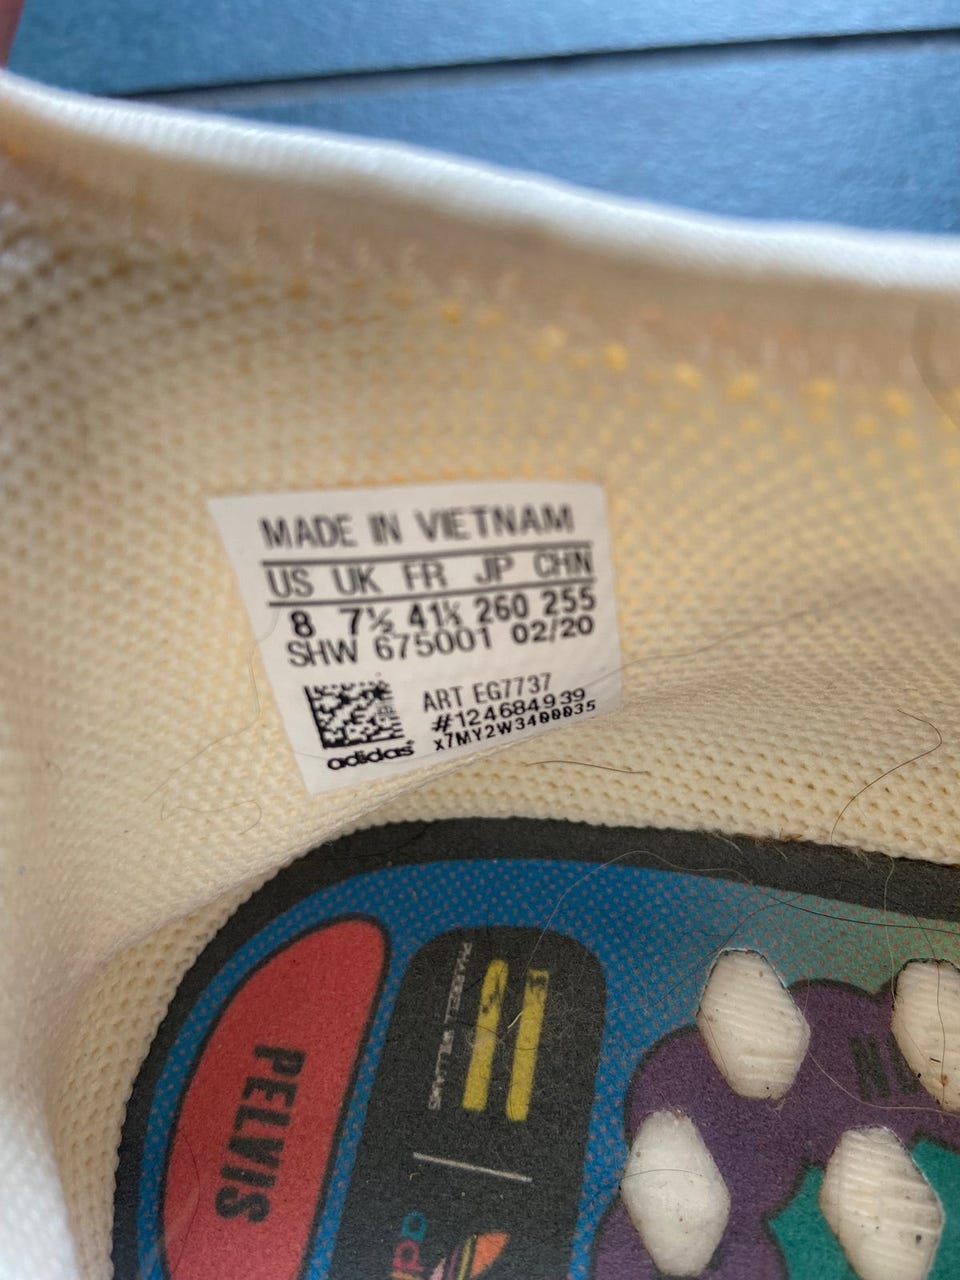 MADE IN VIETNAM
US UK FR JP CHN
8 7½ 41⅓ 260 255
SHW 675001 02/20
ART EG7737
#124684939
x7MY2W3400035
adidas
PHARRELL WILLIAMS
PELVIS